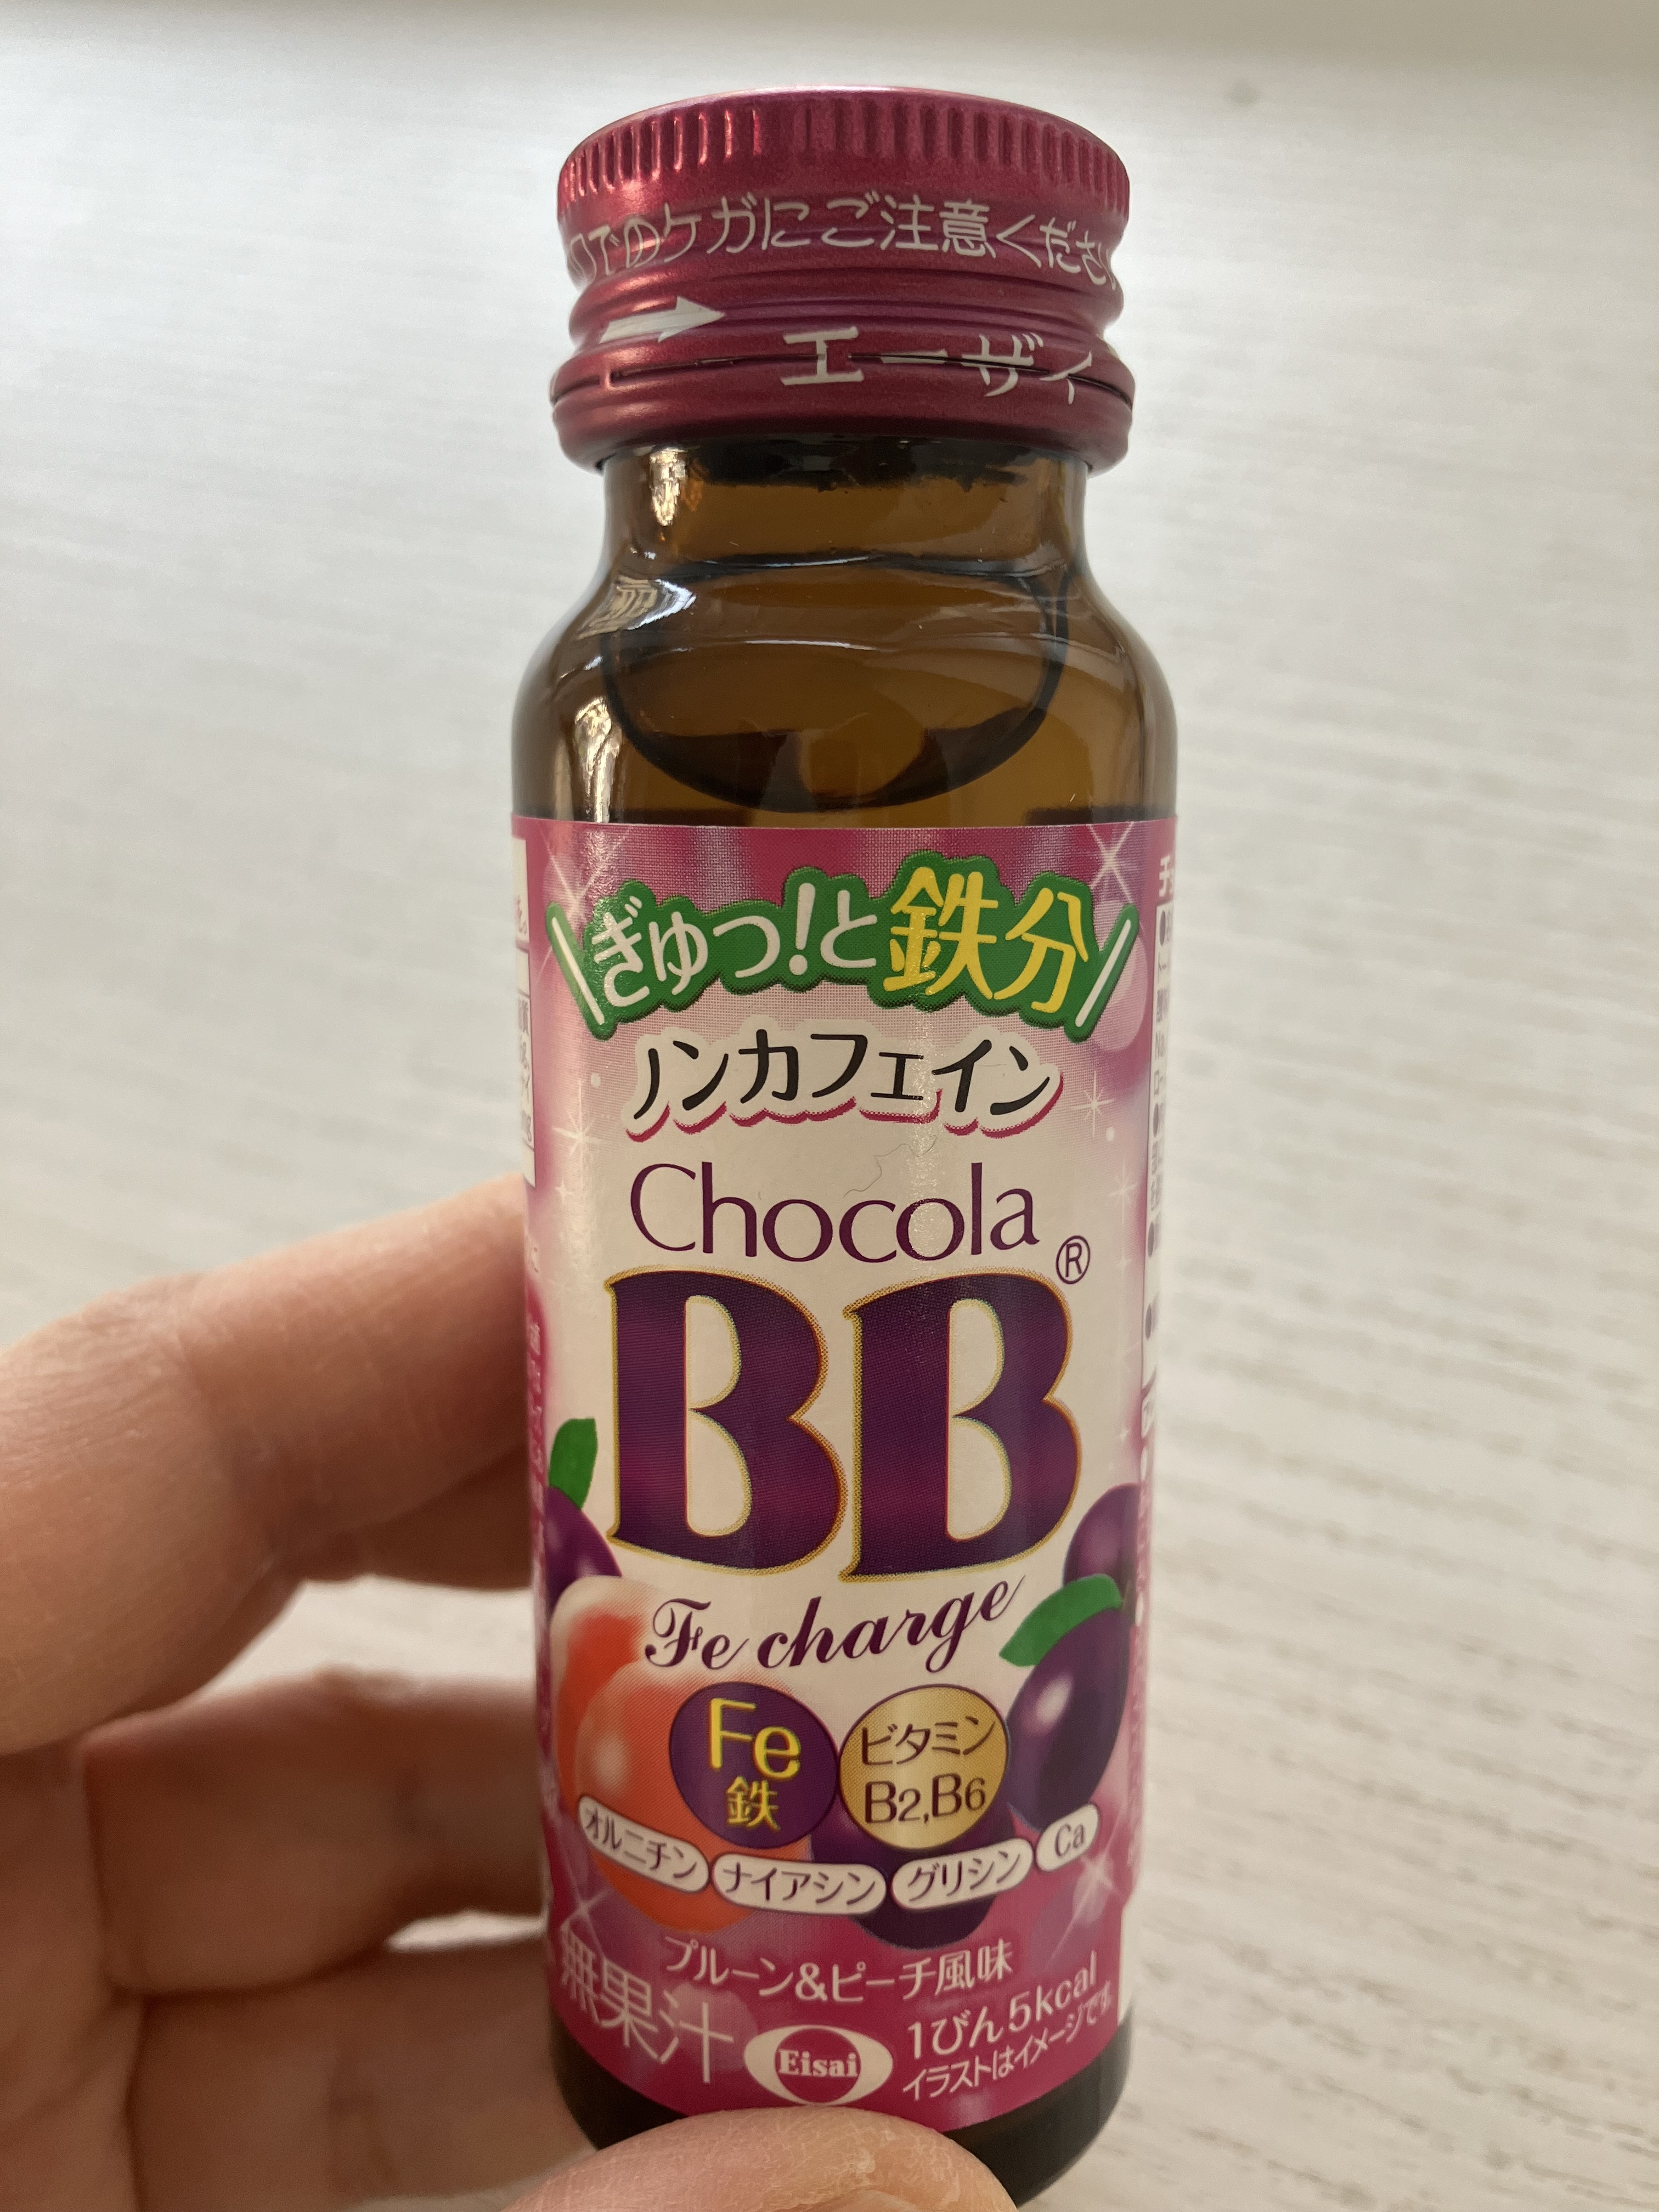 でのケガにご注意ください
エーザイ
ぎゅっ!と鉄分
ノンカフェイン
Chocola
BB®
Fe charge
Fe
鉄
ビタミン
B2,B6
オルニチン ナイアシン グリシン Ca
プルーン&ピーチ風味
無果汁
Eisai
1びん5kcal
イラストはイメージです。